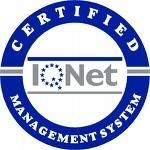 CERTIFIED
IQNet
MANAGEMENT SYSTEM